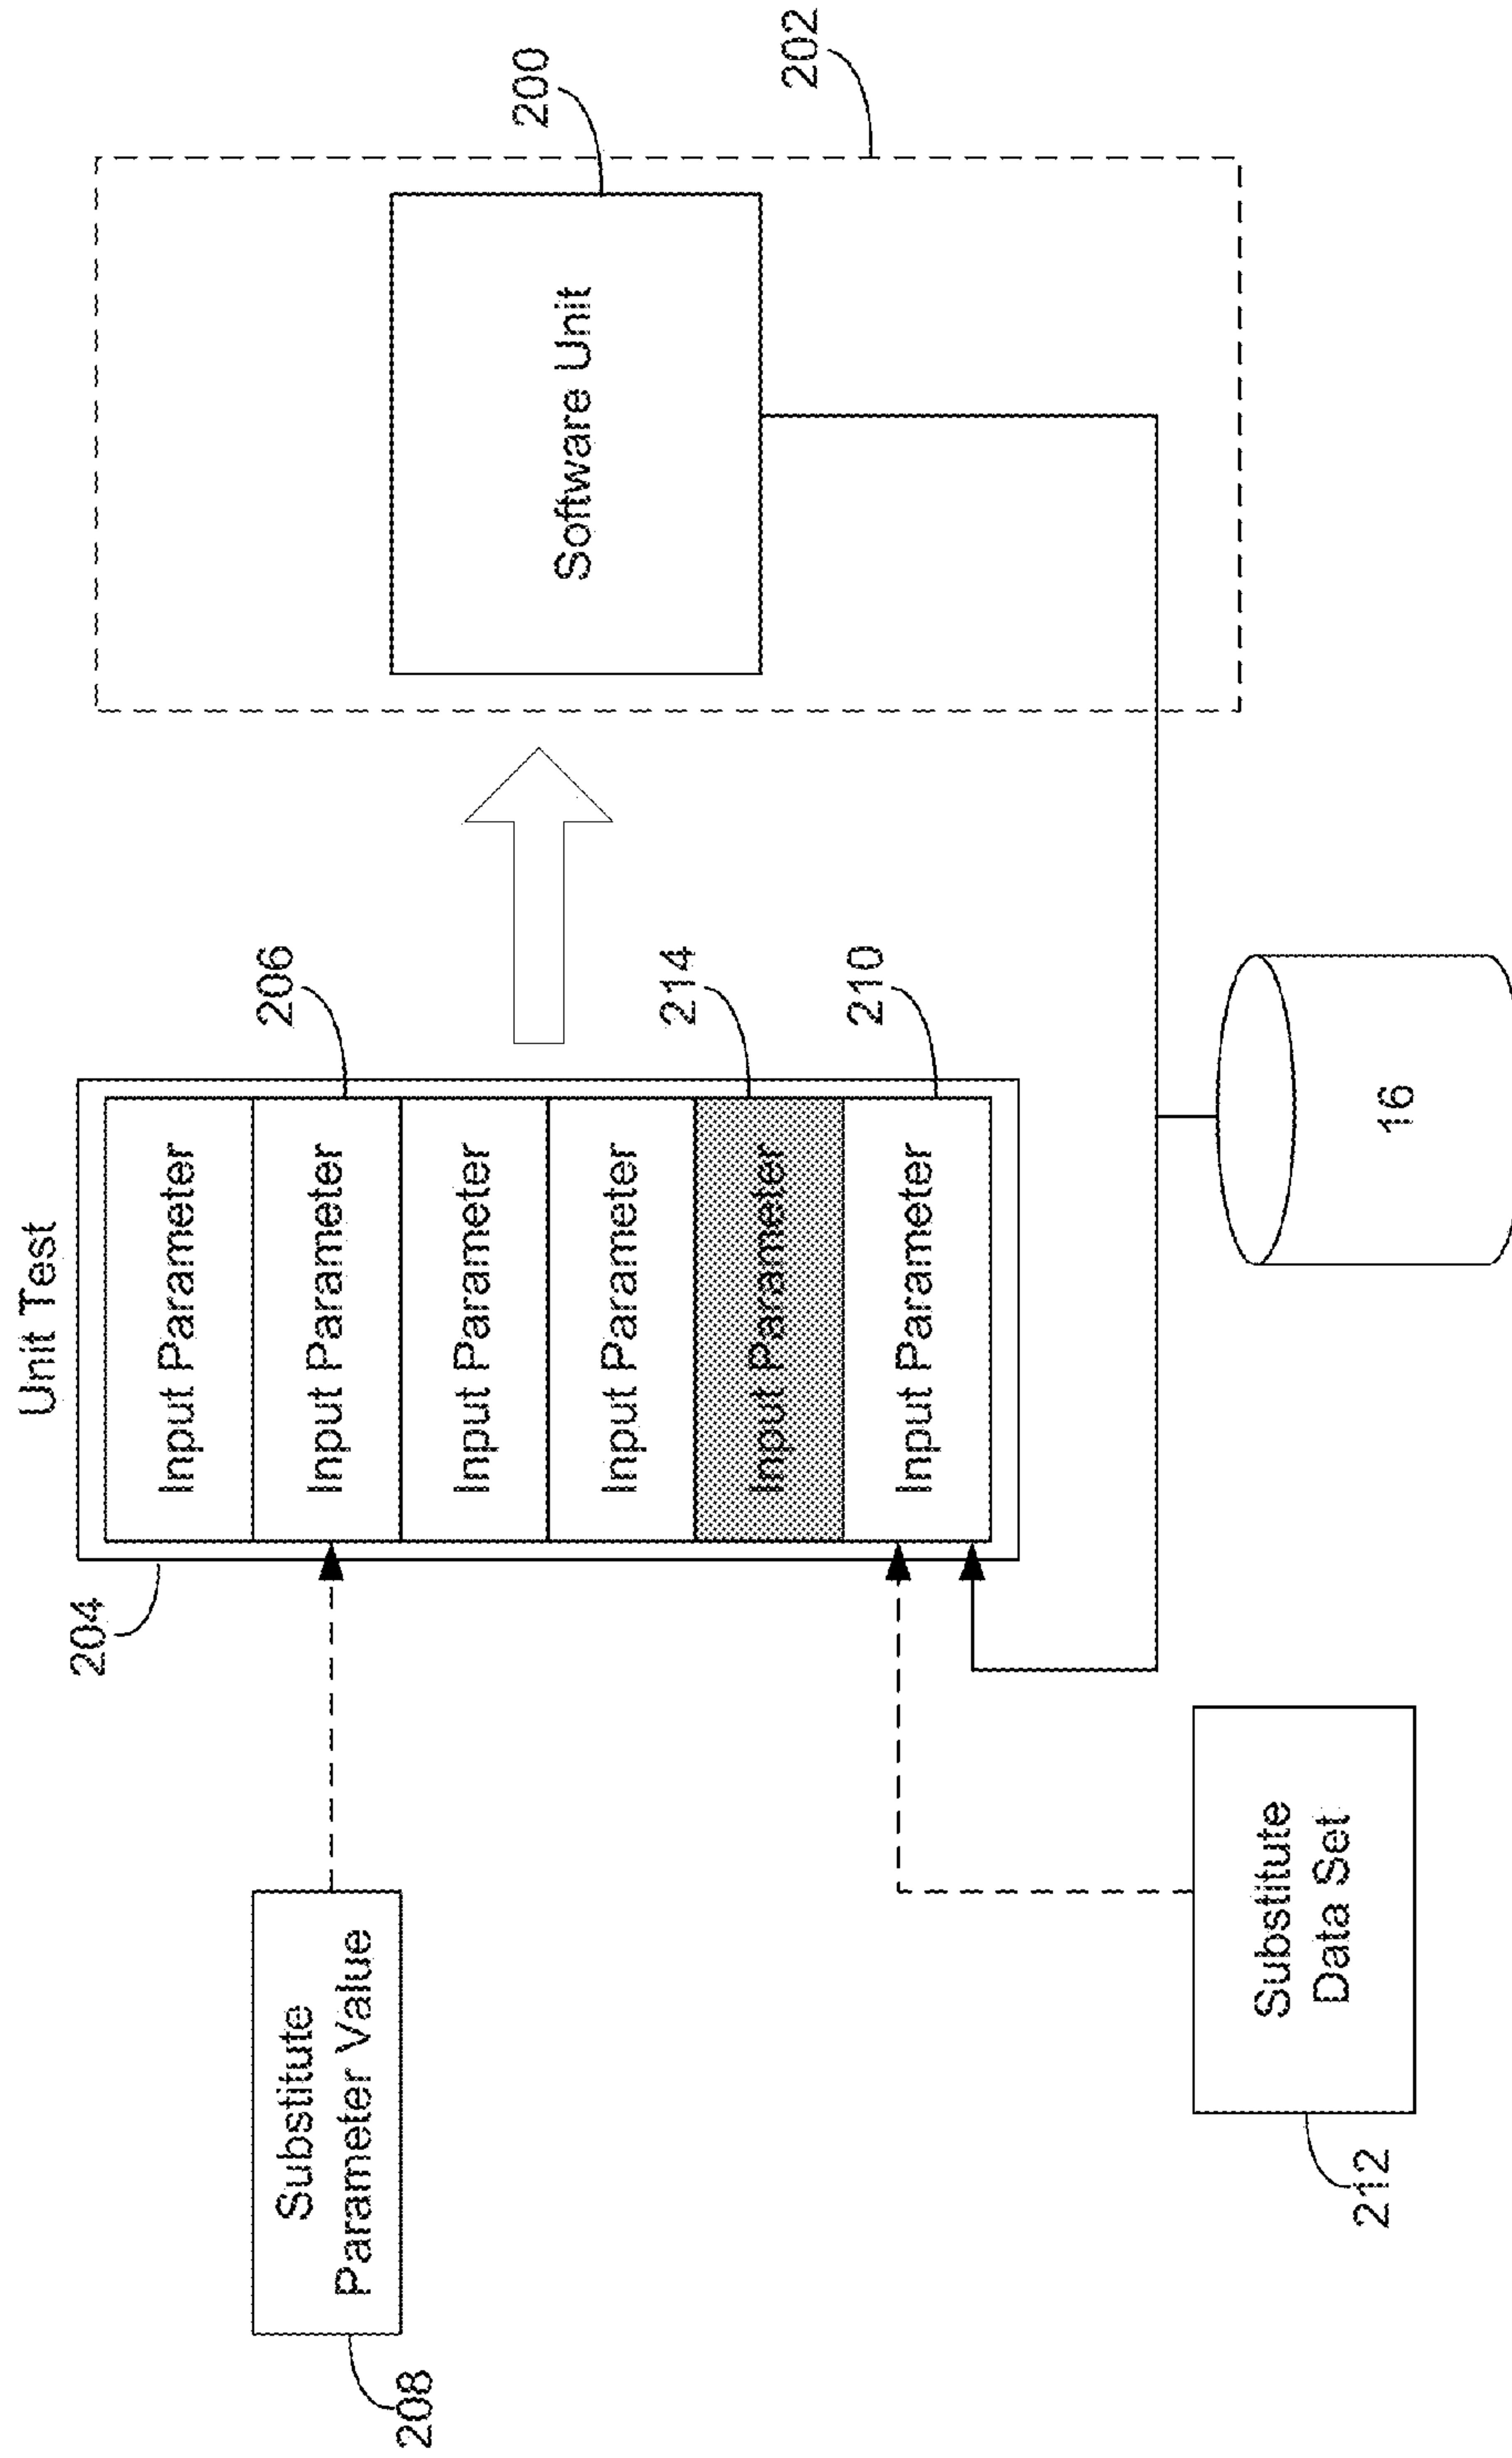 Unit Test
204
Input Parameter
Input Parameter
206
Input Parameter
Input Parameter
Input Parameter
214
Input Parameter
210
Substitute
Parameter Value
208
Substitute
Data Set
212
Software Unit
200
202
16